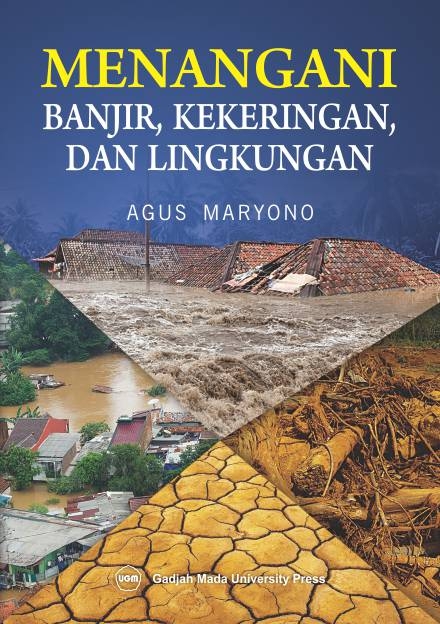 MENANGANI
BANJIR, KEKERINGAN,
DAN LINGKUNGAN
AGUS MARYONO
UGM Gadjah Mada University Press